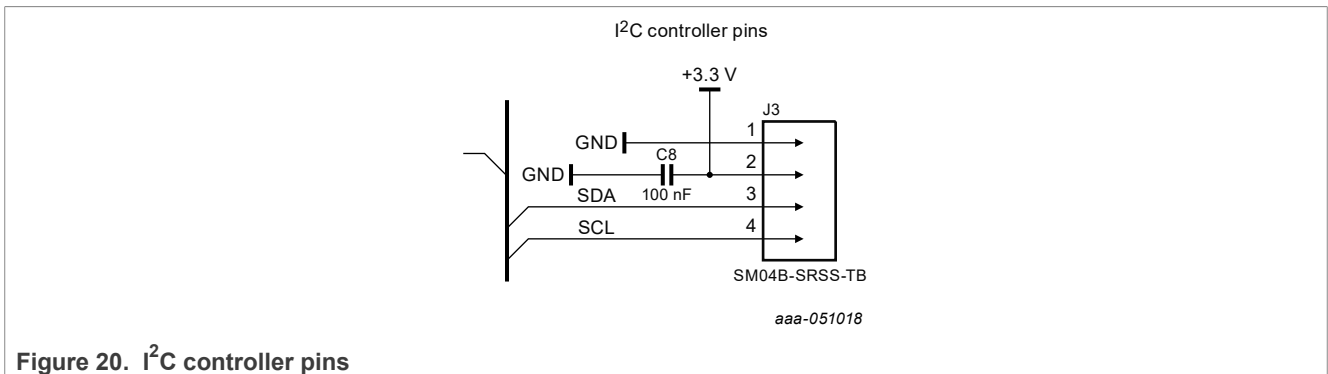 I²C controller pins
+3.3 V
J3
GND 1
C8
GND 2
100 nF
SDA 3
SCL 4
SM04B-SRSS-TB
aaa-051018
Figure 20. I²C controller pins